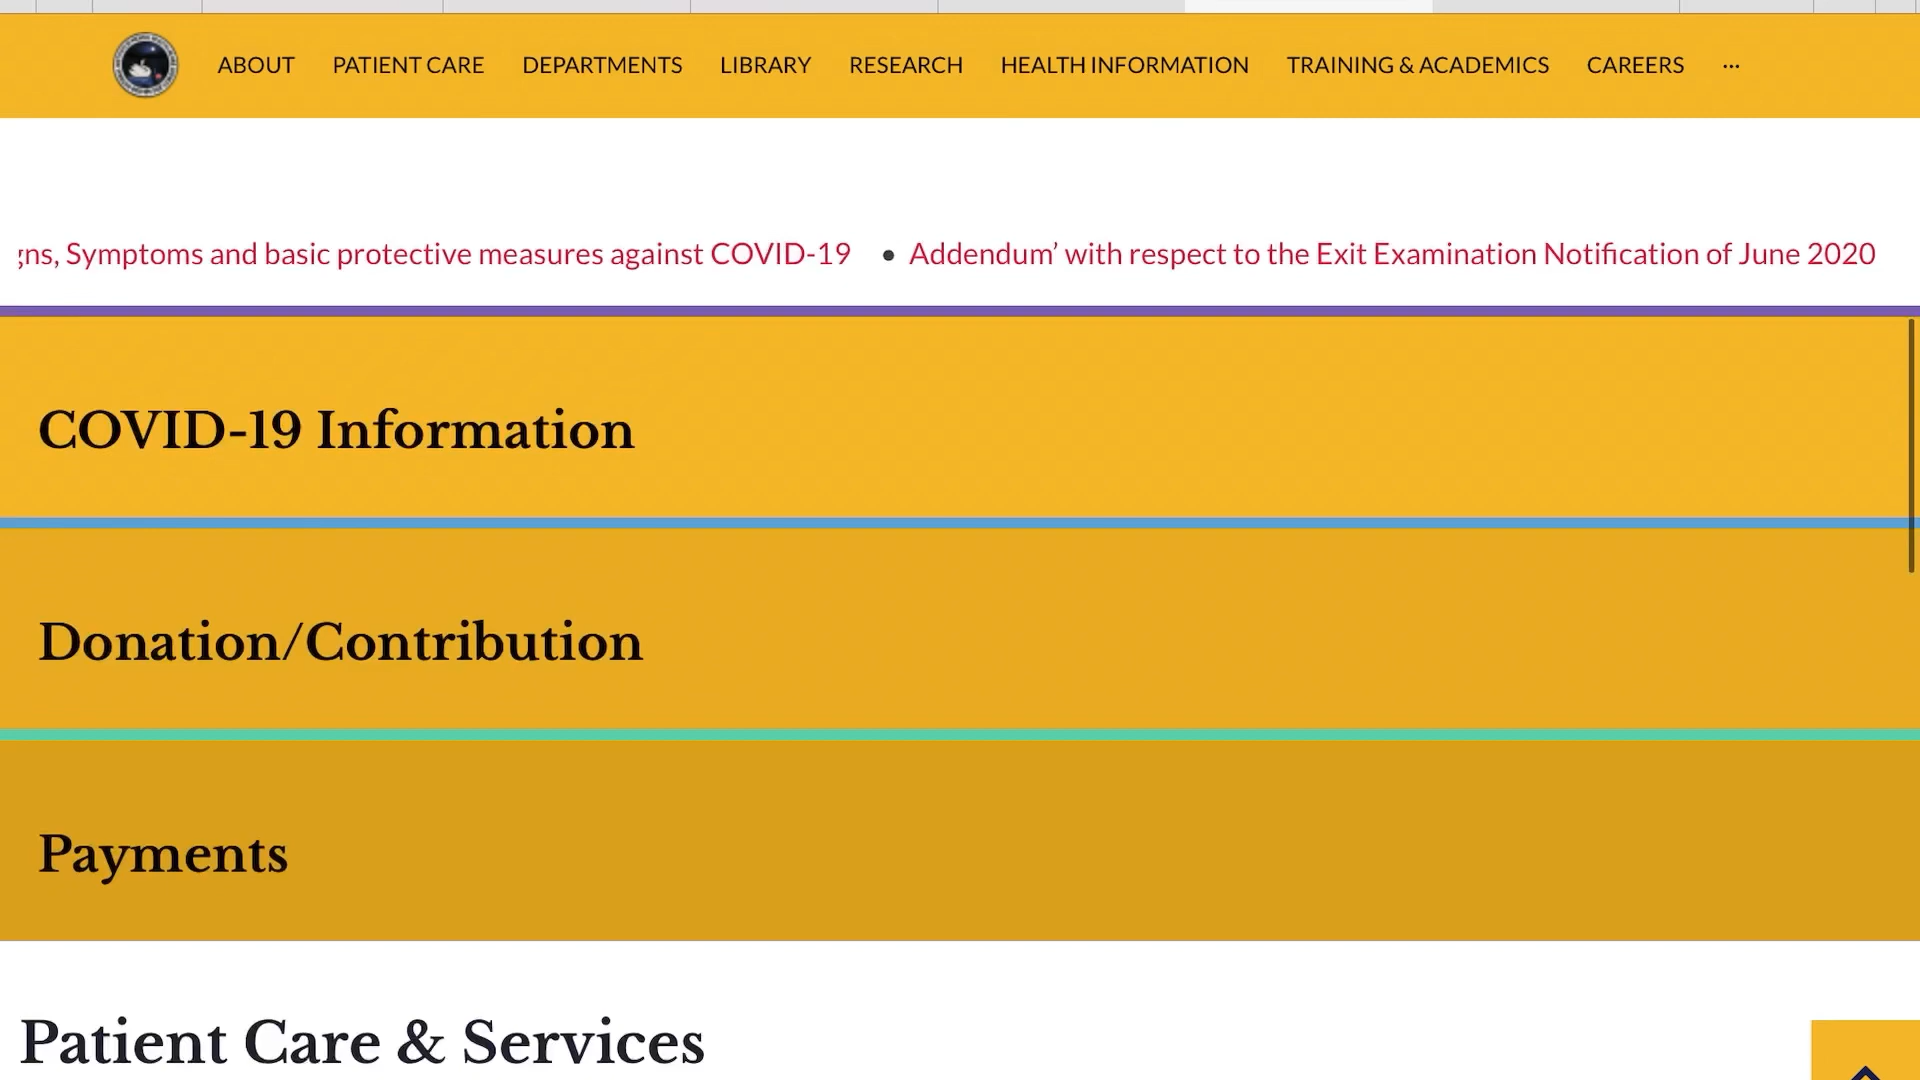 ABOUT PATIENT CARE DEPARTMENTS LIBRARY RESEARCH HEALTH INFORMATION TRAINING & ACADEMICS CAREERS ...
gns, Symptoms and basic protective measures against COVID-19 • Addendum’ with respect to the Exit Examination Notification of June 2020
COVID-19 Information
Donation/Contribution
Payments
Patient Care & Services